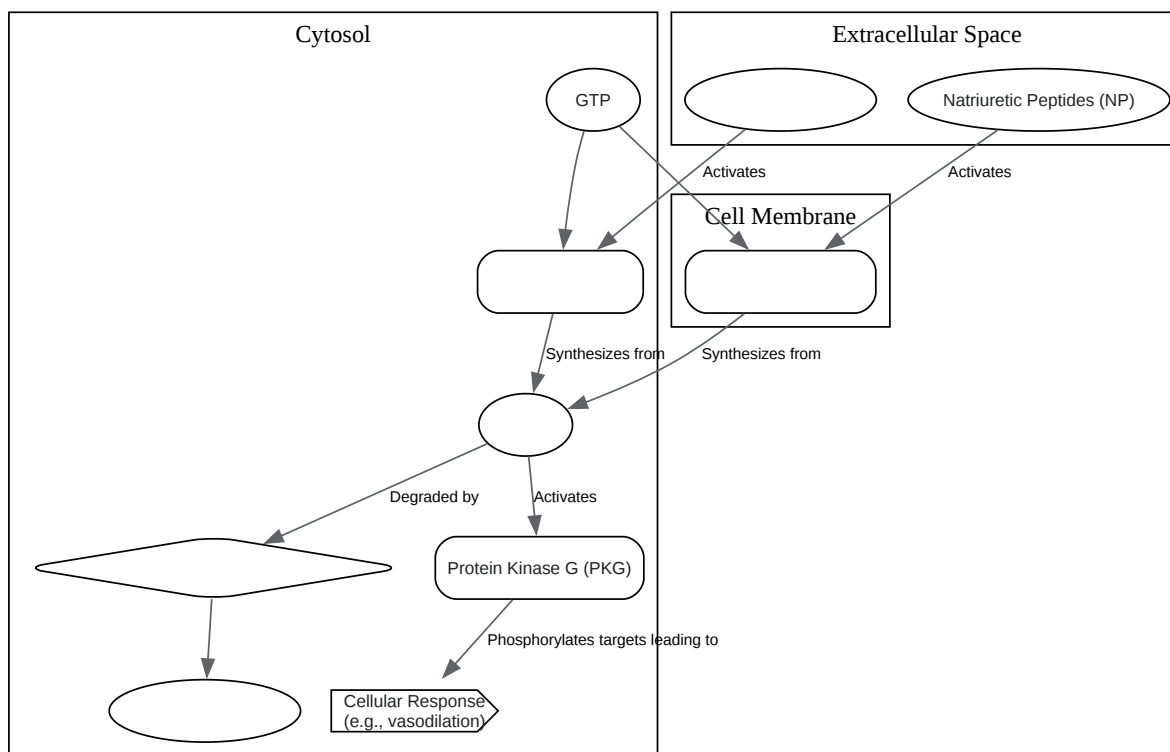 Cytosol
Extracellular Space
GTP
Natriuretic Peptides (NP)
Activates
Activates
Cell Membrane
Synthesizes from
Synthesizes from
Degraded by
Activates
Protein Kinase G (PKG)
Phosphorylates targets leading to
Cellular Response
(e.g., vasodilation)